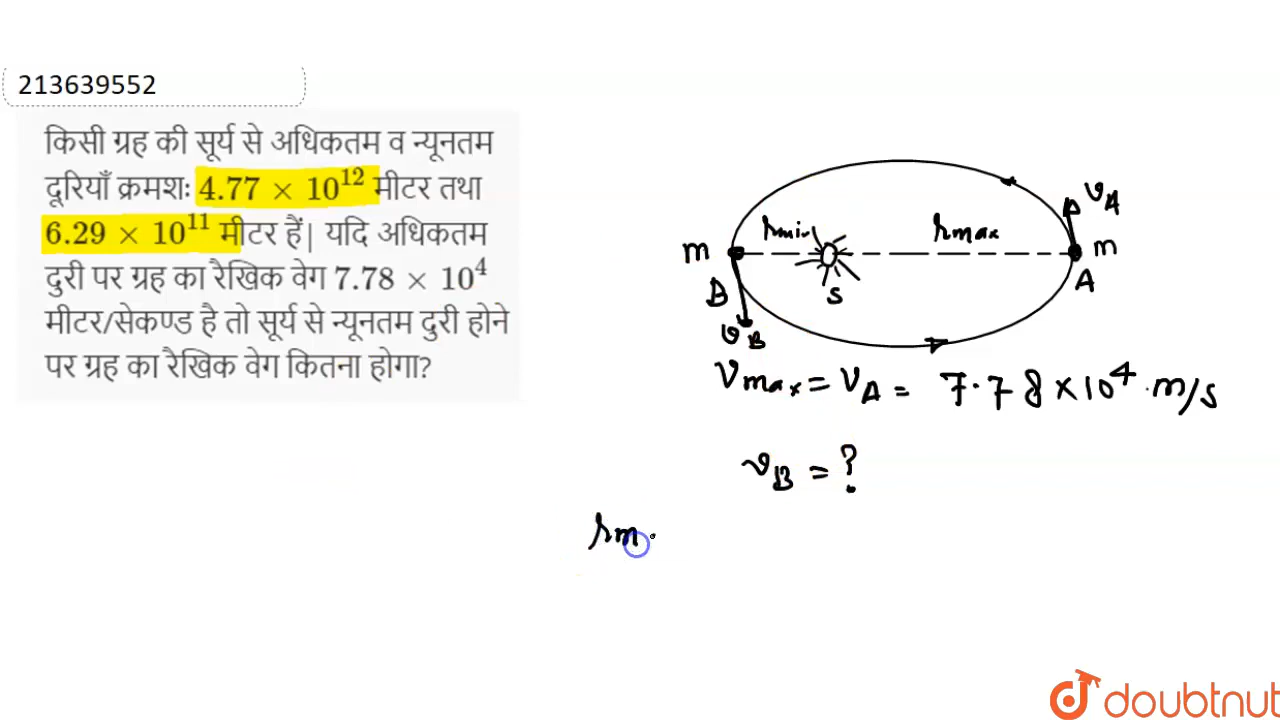 213639552
किसी ग्रह की सूर्य से अधिकतम व न्यूनतम
दूरियाँ क्रमशः 4.77 × 10^12 मीटर तथा
6.29 × 10^11 मीटर हैं| यदि अधिकतम
दुरी पर ग्रह का रैखिक वेग 7.78 × 10^4
मीटर/सेकण्ड है तो सूर्य से न्यूनतम दुरी होने
पर ग्रह का रैखिक वेग कितना होगा?
vA
rmin
rmax
m
m
B
S
A
vB
vmax = vA = 7.78 × 10^4 m/s
vB = ?
rm
doubtnut